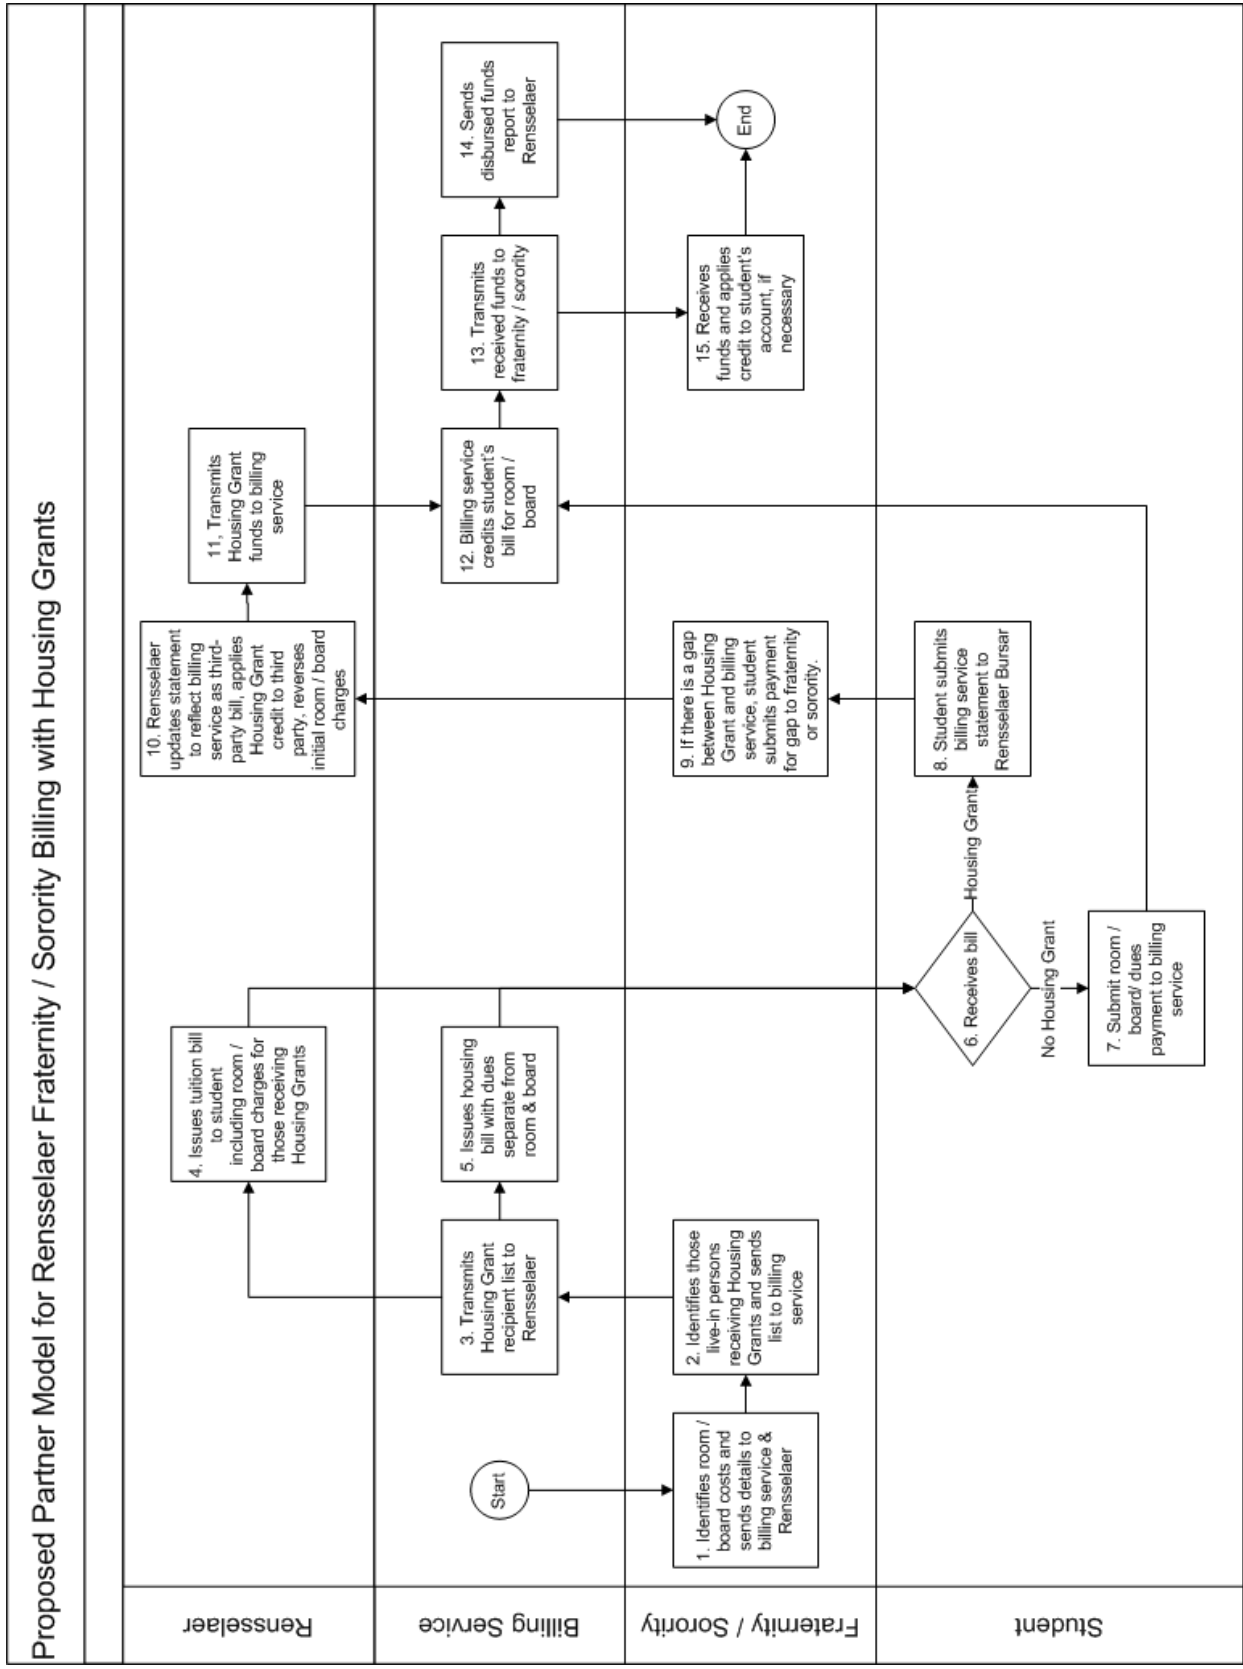 Proposed Partner Model for Rensselaer Fraternity / Sorority Billing with Housing Grants
Rensselaer
4. Issues tuition bill
to student
including room /
board charges for
those receiving
Housing Grants
10. Rensselaer
updates statement
to reflect billing
service as third-
party bill, applies
Housing Grant
credit to third
party, reverses
initial room / board
charges
11, Transmits
Housing Grant
funds to billing
service
Billing Service
Start
3. Transmits
Housing Grant
recipient list to
Rensselaer
5. Issues housing
bill with dues
separate from
room & board
12. Billing service
credits student's
bill for room /
board
13. Transmits
received funds to
fraternity / sorority
14. Sends
disbursed funds
report to
Rensselaer
Fraternity / Sorority
1. Identifies room /
board costs and
sends details to
billing service &
Rensselaer
2. Identifies those
live-in persons
receiving Housing
Grants and sends
list to billing
service
9. If there is a gap
between Housing
Grant and billing
service, student
submits payment
for gap to fraternity
or sorority.
15. Receives
funds and applies
credit to student's
account, if
necessary
End
Student
6. Receives bill
Housing Grant
No Housing Grant
7. Submit room /
board/ dues
payment to billing
service
8. Student submits
billing service
statement to
Rensselaer Bursar